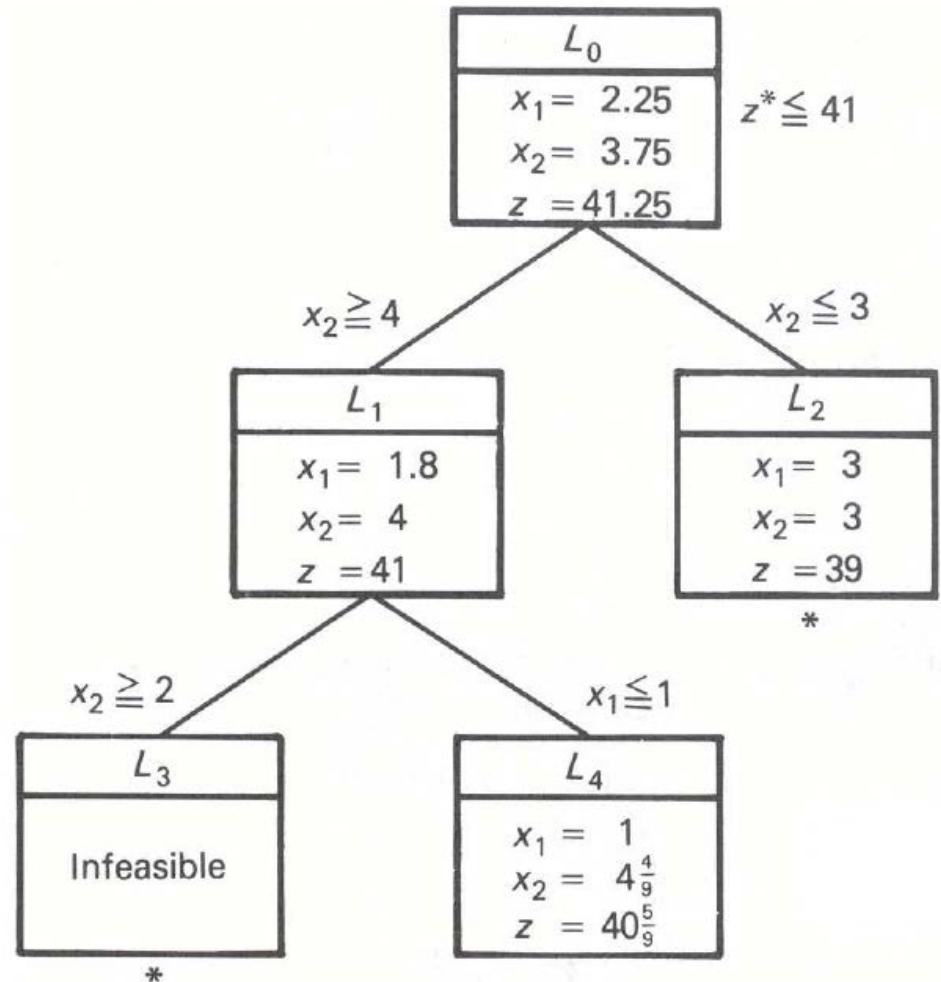 L₀
x₁ = 2.25
x₂ = 3.75
z = 41.25
z* ≦ 41
x₂ ≧ 4
x₂ ≦ 3
L₁
x₁ = 1.8
x₂ = 4
z = 41
L₂
x₁ = 3
x₂ = 3
z = 39
*
x₂ ≧ 2
x₁ ≦ 1
L₃
Infeasible
*
L₄
x₁ = 1
x₂ = 4 4/9
z = 40 5/9